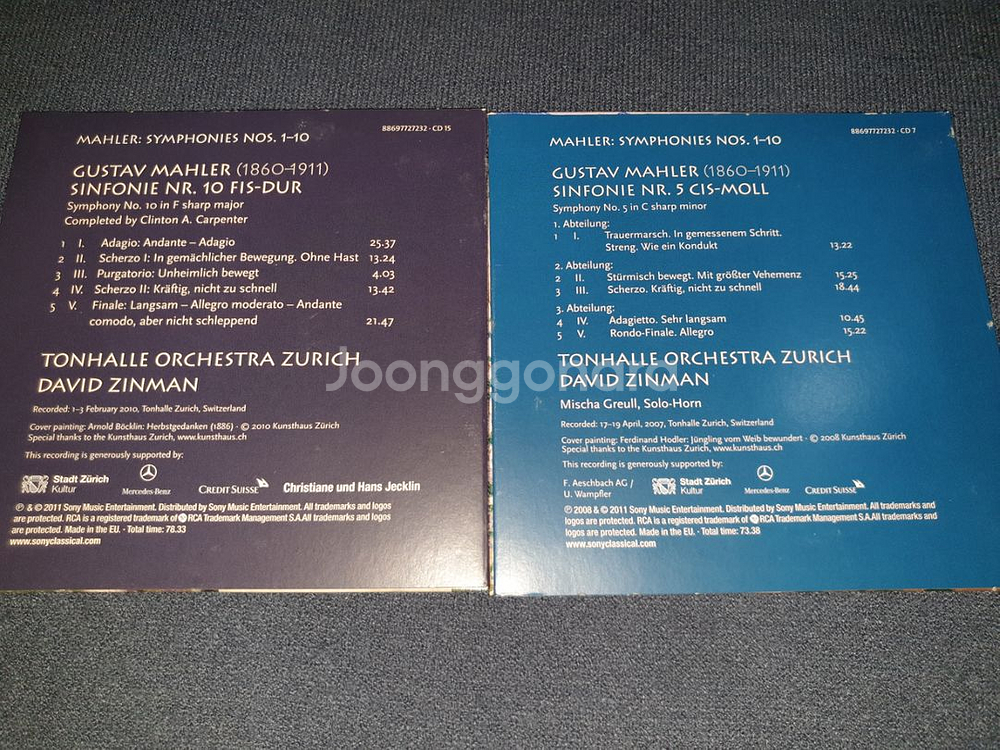 88697727232 · CD 15
MAHLER: SYMPHONIES NOS. 1–10
GUSTAV MAHLER (1860–1911)
SINFONIE NR. 10 FIS-DUR
Symphony No. 10 in F sharp major
Completed by Clinton A. Carpenter
1 I. Adagio: Andante – Adagio 25.37
2 II. Scherzo I: In gemächlicher Bewegung. Ohne Hast 13.24
3 III. Purgatorio: Unheimlich bewegt 4.03
4 IV. Scherzo II: Kräftig, nicht zu schnell 13.42
5 V. Finale: Langsam – Allegro moderato – Andante
comodo, aber nicht schleppend 21.47
TONHALLE ORCHESTRA ZURICH
DAVID ZINMAN
Recorded: 1–3 February 2010, Tonhalle Zurich, Switzerland
Cover painting: Arnold Böcklin: Herbstgedanken (1886) · © 2010 Kunsthaus Zürich
Special thanks to the Kunsthaus Zurich, www.kunsthaus.ch
This recording is generously supported by:
Stadt Zürich
Kultur
Mercedes-Benz
CREDIT SUISSE
Christiane und Hans Jecklin
℗ & © 2011 Sony Music Entertainment. Distributed by Sony Music Entertainment. All trademarks and logos
are protected. RCA is a registered trademark of RCA Trademark Management S.A.All trademarks and logos
are protected. Made in the EU. · Total time: 78.33
www.sonyclassical.com
88697727232 · CD 7
MAHLER: SYMPHONIES NOS. 1–10
GUSTAV MAHLER (1860–1911)
SINFONIE NR. 5 CIS-MOLL
Symphony No. 5 in C sharp minor
1. Abteilung:
1 I. Trauermarsch. In gemessenem Schritt.
Streng. Wie ein Kondukt 13.22
2. Abteilung:
2 II. Stürmisch bewegt. Mit größter Vehemenz 15.25
3 III. Scherzo. Kräftig, nicht zu schnell 18.44
3. Abteilung:
4 IV. Adagietto. Sehr langsam 10.45
5 V. Rondo-Finale. Allegro 15.22
TONHALLE ORCHESTRA ZURICH
DAVID ZINMAN
Mischa Greull, Solo-Horn
Recorded: 17–19 April, 2007, Tonhalle Zurich, Switzerland
Cover painting: Ferdinand Hodler: Jüngling vom Weib bewundert · © 2008 Kunsthaus Zürich
Special thanks to the Kunsthaus Zurich, www.kunsthaus.ch
This recording is generously supported by:
F. Aeschbach AG /
U. Wampfler
Stadt Zürich
Kultur
Mercedes-Benz
CREDIT SUISSE
℗ 2008 & © 2011 Sony Music Entertainment. Distributed by Sony Music Entertainment. All trademarks and
logos are protected. RCA is a registered trademark of RCA Trademark Management S.A.All trademarks and
logos are protected. Made in the EU. · Total time: 73.38
www.sonyclassical.com
Joonggonara